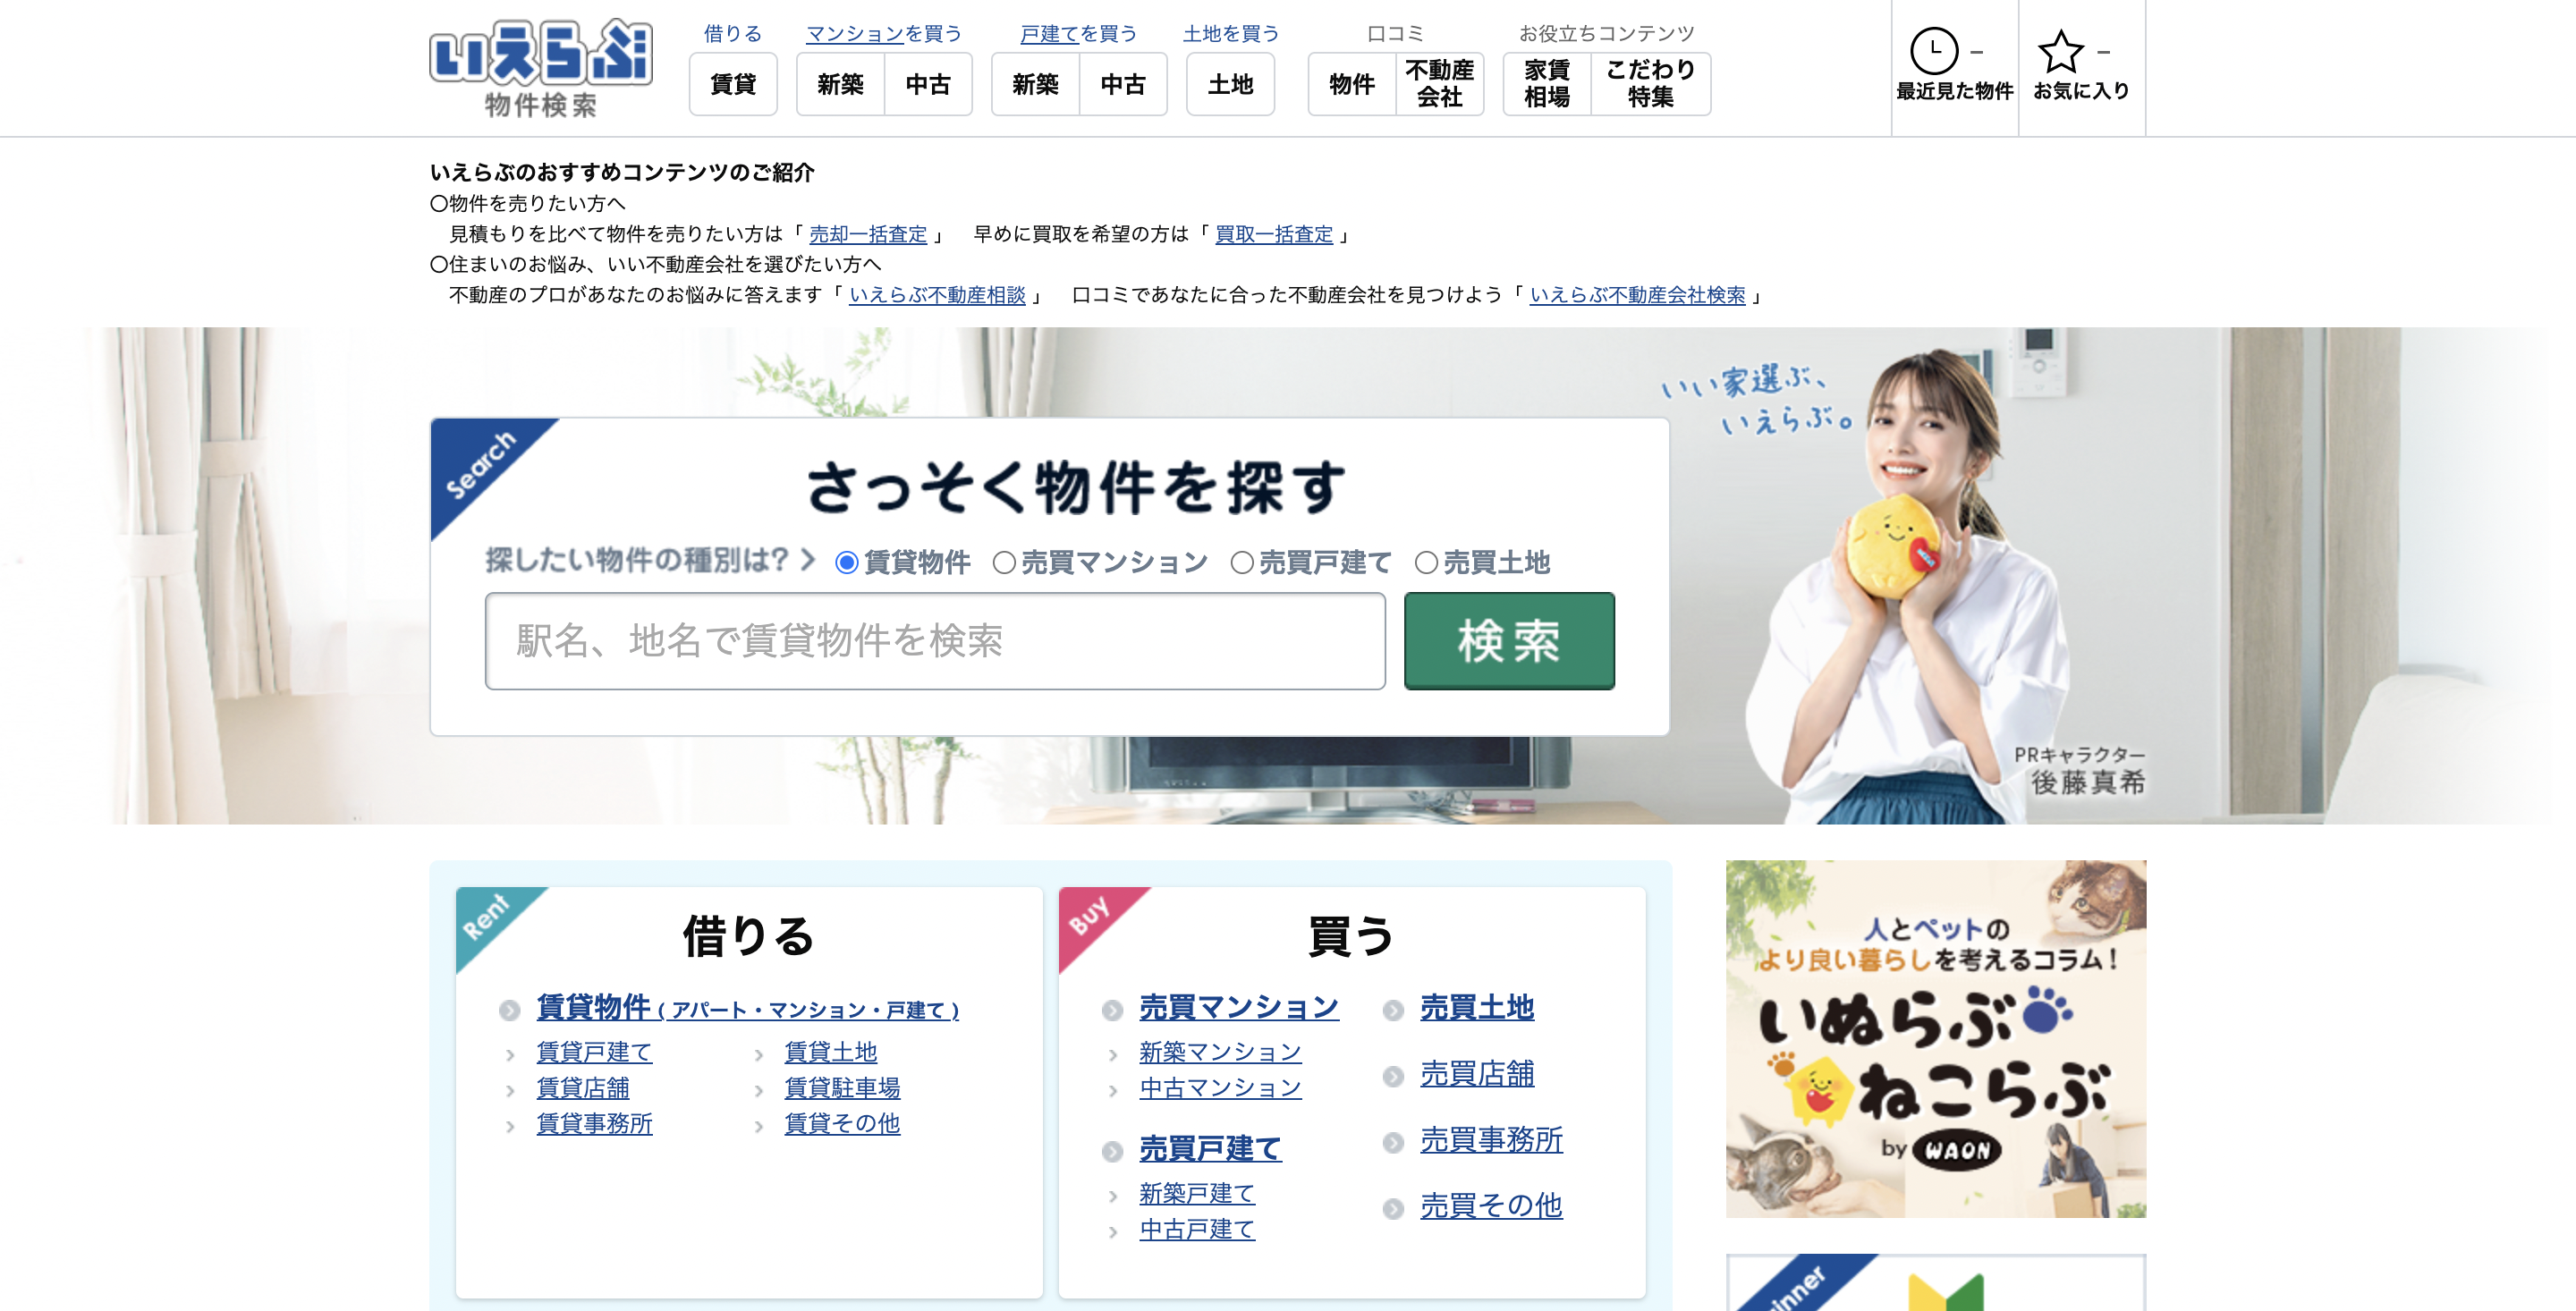 いえらぶ
物件検索
借りる
賃貸
マンションを買う
新築 中古
戸建てを買う
新築 中古
土地を買う
土地
口コミ
物件 不動産会社
お役立ちコンテンツ
家賃相場 こだわり特集
–
最近見た物件
–
お気に入り
いえらぶのおすすめコンテンツのご紹介
〇物件を売りたい方へ
見積もりを比べて物件を売りたい方は「 売却一括査定 」 早めに買取を希望の方は「 買取一括査定 」
〇住まいのお悩み、いい不動産会社を選びたい方へ
不動産のプロがあなたのお悩みに答えます「 いえらぶ不動産相談 」 口コミであなたに合った不動産会社を見つけよう「 いえらぶ不動産会社検索 」
いい家選ぶ、
いえらぶ。
Search
さっそく物件を探す
探したい物件の種別は? 賃貸物件 売買マンション 売買戸建て 売買土地
駅名、地名で賃貸物件を検索
検索
PRキャラクター
後藤真希
Rent
借りる
賃貸物件 ( アパート・マンション・戸建て )
賃貸戸建て 賃貸土地
賃貸店舗 賃貸駐車場
賃貸事務所 賃貸その他
Buy
買う
売買マンション
新築マンション
中古マンション
売買戸建て
新築戸建て
中古戸建て
売買土地
売買店舗
売買事務所
売買その他
人とペットの
より良い暮らしを考えるコラム!
いぬらぶ
ねこらぶ
by WAON